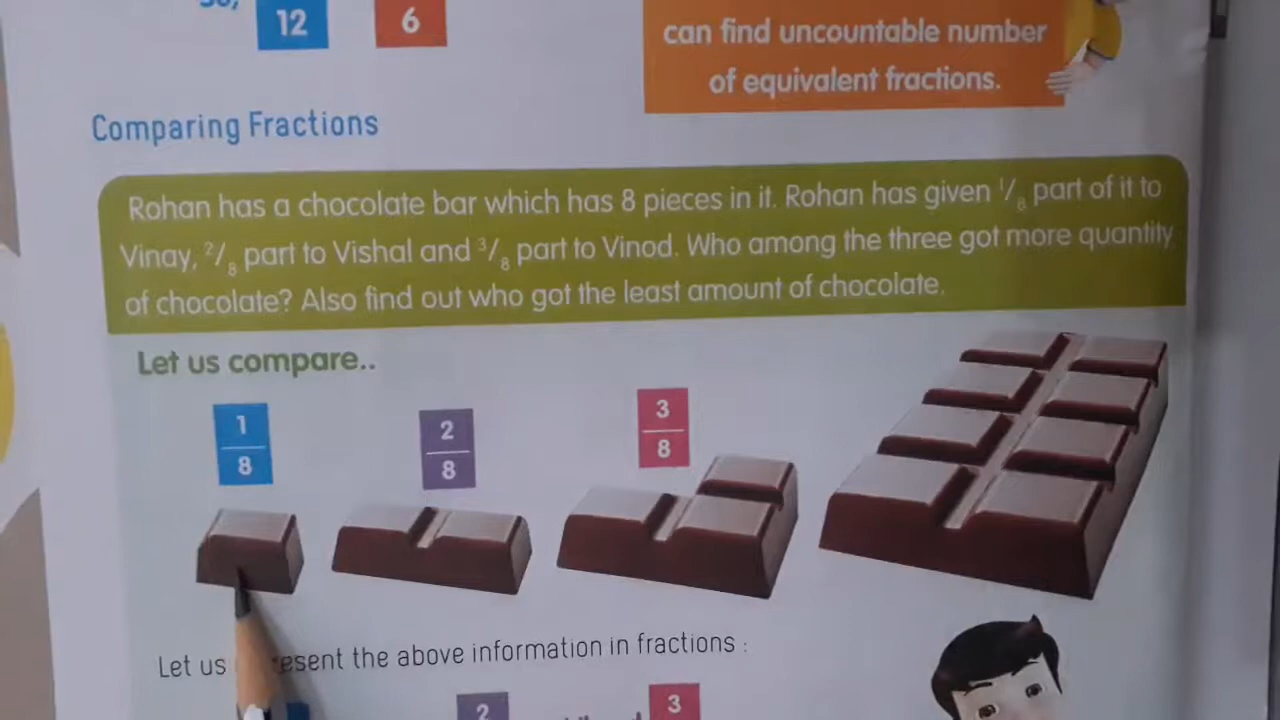 So,
12 6
can find uncountable number
of equivalent fractions.
Comparing Fractions
Rohan has a chocolate bar which has 8 pieces in it. Rohan has given 1/8 part of it to
Vinay, 2/8 part to Vishal and 3/8 part to Vinod. Who among the three got more quantity
of chocolate? Also find out who got the least amount of chocolate.
Let us compare..
1
8
2
8
3
8
Let us the above information in fractions :
2 3